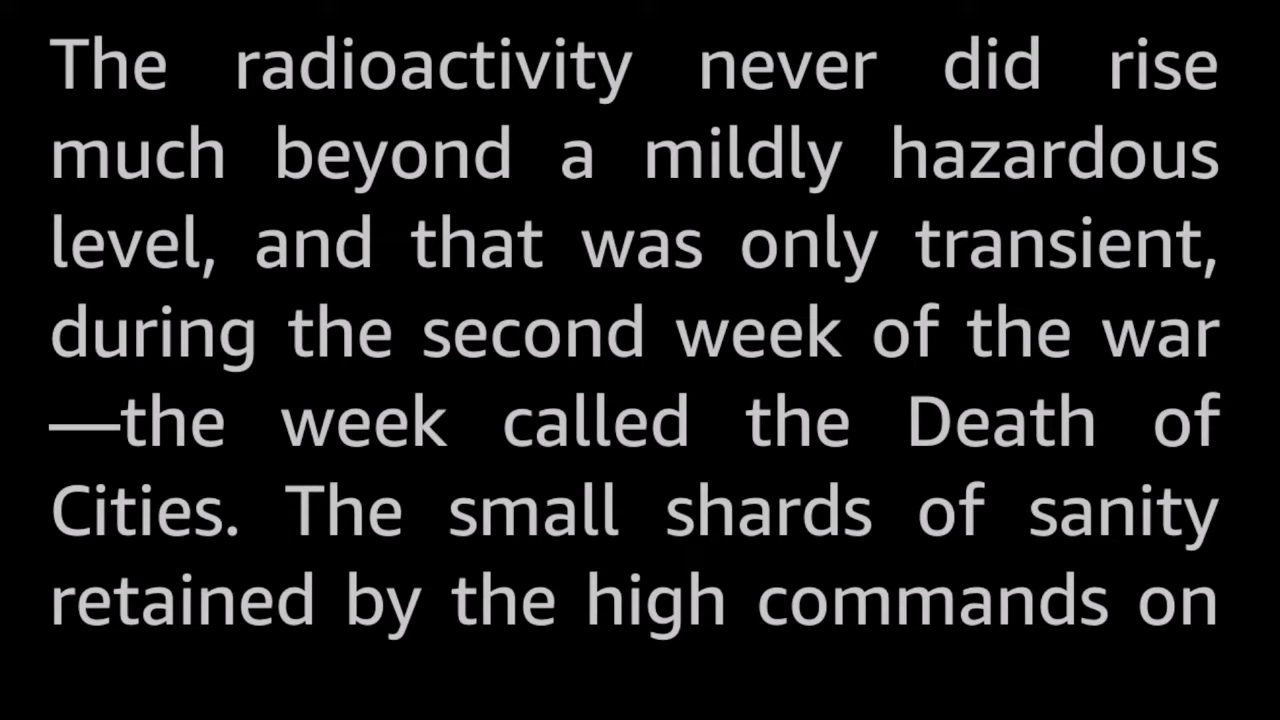 The radioactivity never did rise
much beyond a mildly hazardous
level, and that was only transient,
during the second week of the war
—the week called the Death of
Cities. The small shards of sanity
retained by the high commands on